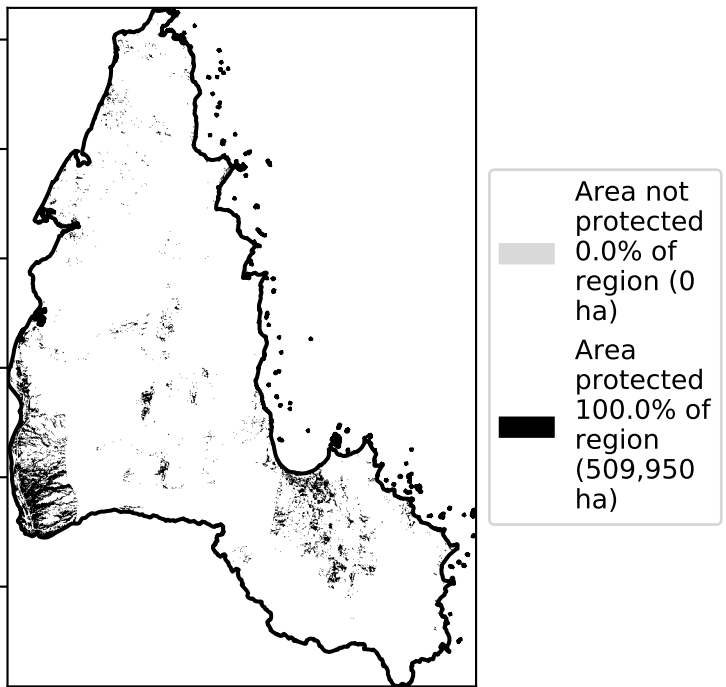 Area not
protected
0.0% of
region (0
ha)
Area
protected
100.0% of
region
(509,950
ha)